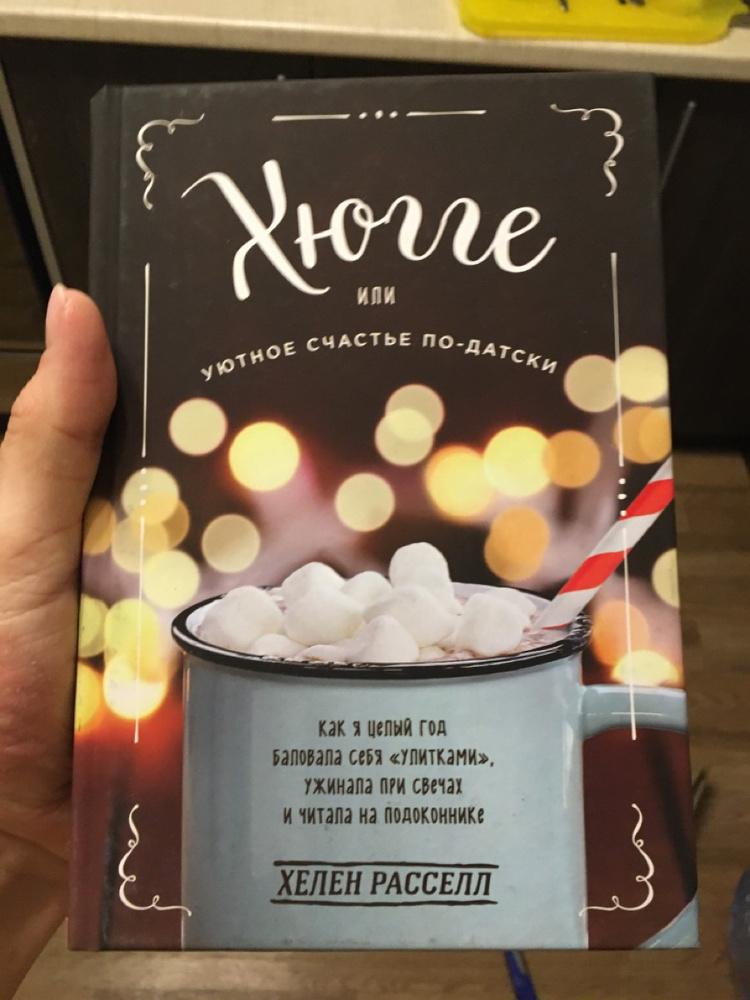 Хюгге
или
уютное счастье по-датски
Как я целый год
баловала себя «улитками»,
ужинала при свечах
и читала на подоконнике
ХЕЛЕН РАССЕЛЛ